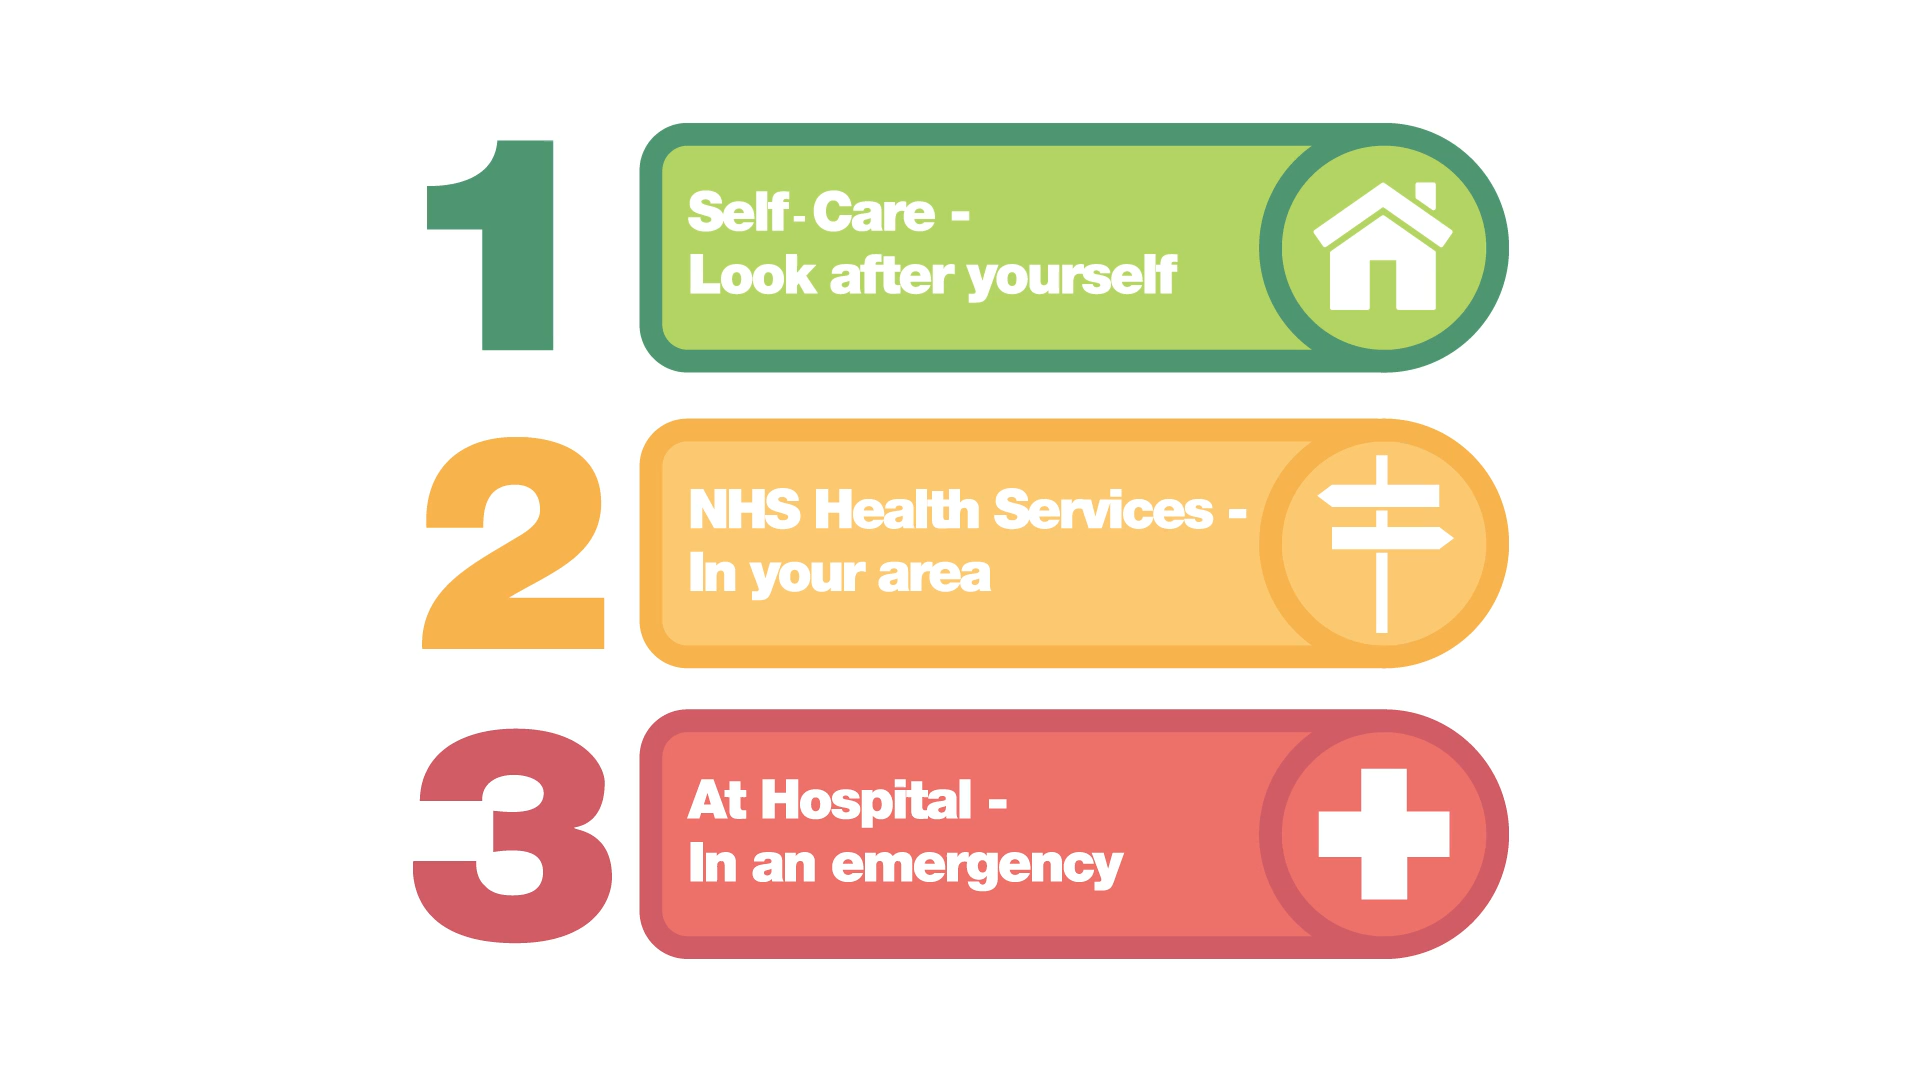 1
Self-Care -
Look after yourself
2
NHS Health Services -
In your area
3
At Hospital -
In an emergency